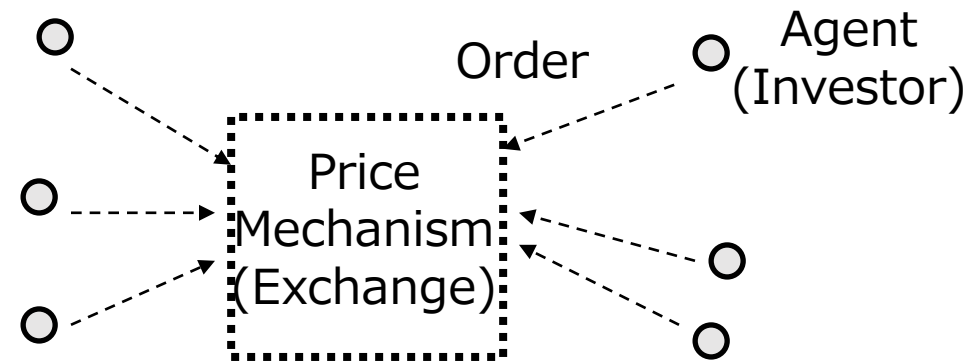 Order
Agent
(Investor)
Price
Mechanism
(Exchange)